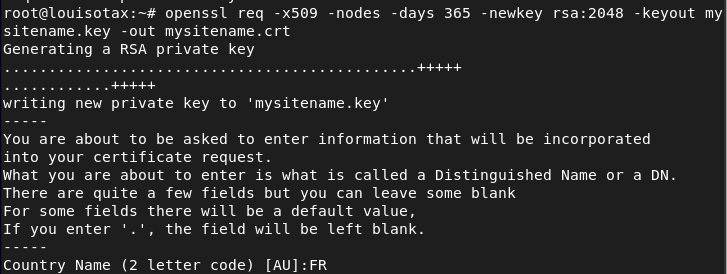 root@louisotax:~# openssl req -x509 -nodes -days 365 -newkey rsa:2048 -keyout my
sitename.key -out mysitename.crt
Generating a RSA private key
..............................................+++++
............+++++
writing new private key to 'mysitename.key'
-----
You are about to be asked to enter information that will be incorporated
into your certificate request.
What you are about to enter is what is called a Distinguished Name or a DN.
There are quite a few fields but you can leave some blank
For some fields there will be a default value,
If you enter '.', the field will be left blank.
-----
Country Name (2 letter code) [AU]:FR